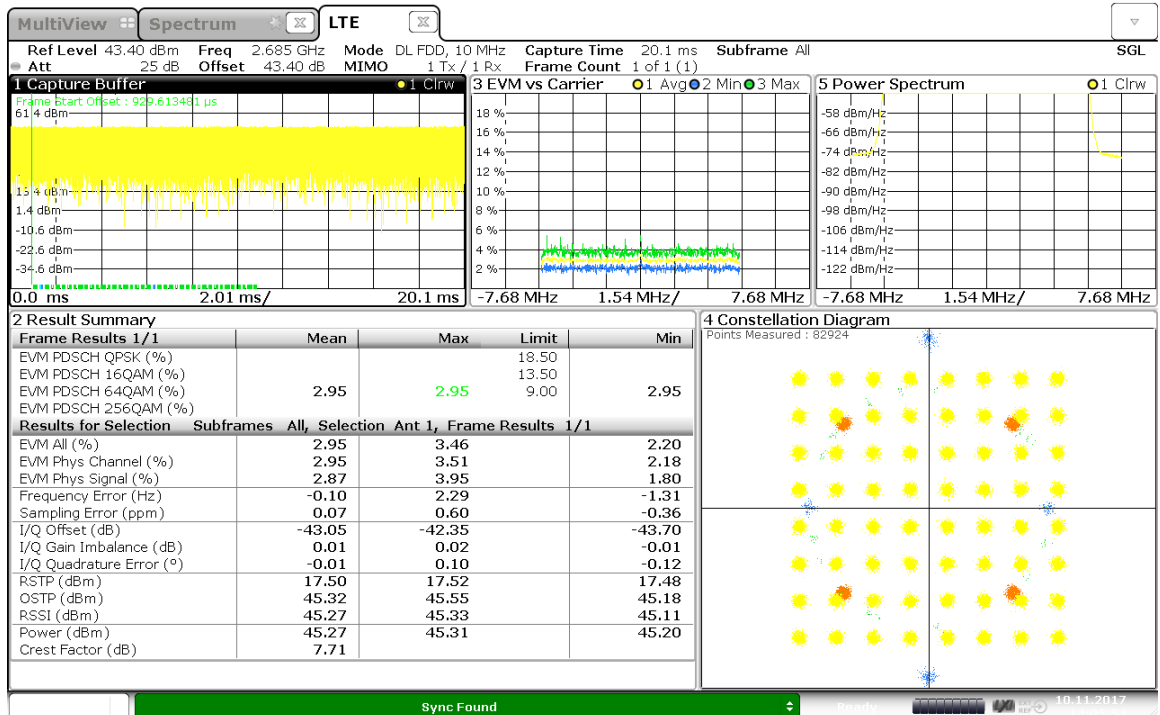 MultiView Spectrum LTE
Ref Level 43.40 dBm Freq 2.685 GHz Mode DL FDD, 10 MHz Capture Time 20.1 ms Subframe All SGL
Att 25 dB Offset 43.40 dB MIMO 1 Tx / 1 Rx Frame Count 1 of 1 (1)
1 Capture Buffer 1 Clrw
Frame Start Offset : 929.613481 µs
61.4 dBm
15.4 dBm
1.4 dBm
-10.6 dBm
-22.6 dBm
-34.6 dBm
0.0 ms 2.01 ms/ 20.1 ms
3 EVM vs Carrier 1 Avg 2 Min 3 Max
18 %
16 %
14 %
12 %
10 %
8 %
6 %
4 %
2 %
-7.68 MHz 1.54 MHz/ 7.68 MHz
5 Power Spectrum 1 Clrw
-58 dBm/Hz
-66 dBm/Hz
-74 dBm/Hz
-82 dBm/Hz
-90 dBm/Hz
-98 dBm/Hz
-106 dBm/Hz
-114 dBm/Hz
-122 dBm/Hz
-7.68 MHz 1.54 MHz/ 7.68 MHz
2 Result Summary
Frame Results 1/1 Mean Max Limit Min
EVM PDSCH QPSK (%) 18.50
EVM PDSCH 16QAM (%) 13.50
EVM PDSCH 64QAM (%) 2.95 2.95 9.00 2.95
EVM PDSCH 256QAM (%)
Results for Selection Subframes All, Selection Ant 1, Frame Results 1/1
EVM All (%) 2.95 3.46 2.20
EVM Phys Channel (%) 2.95 3.51 2.18
EVM Phys Signal (%) 2.87 3.95 1.80
Frequency Error (Hz) -0.10 2.29 -1.31
Sampling Error (ppm) 0.07 0.60 -0.36
I/Q Offset (dB) -43.05 -42.35 -43.70
I/Q Gain Imbalance (dB) 0.01 0.02 -0.01
I/Q Quadrature Error (º) -0.01 0.10 -0.12
RSTP (dBm) 17.50 17.52 17.48
OSTP (dBm) 45.32 45.55 45.18
RSSI (dBm) 45.27 45.33 45.11
Power (dBm) 45.27 45.31 45.20
Crest Factor (dB) 7.71
4 Constellation Diagram
Points Measured : 82924
Sync Found
Ready
LXI
EXT
REF
10.11.2017